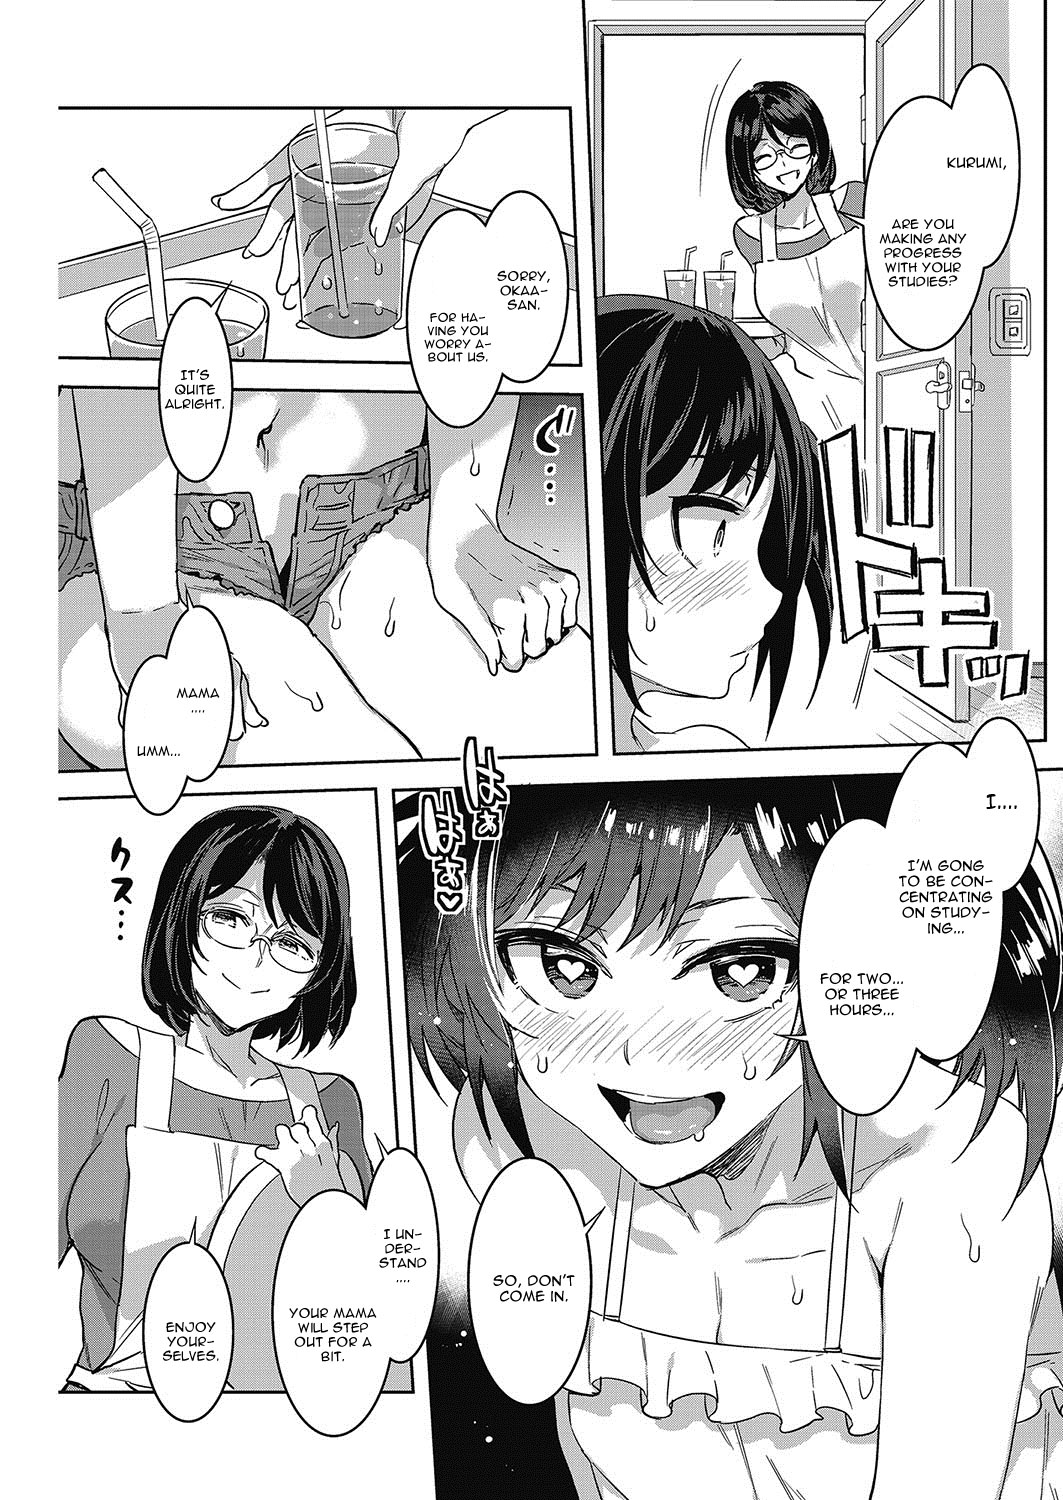 KURUMI,
ARE YOU
MAKING ANY
PROGRESS
WITH YOUR
STUDIES?
ドキッ
SORRY,
OKAA-
SAN.
FOR HA-
VING YOU
WORRY A-
BOUT US.
IT'S
QUITE
ALRIGHT.
MAMA
....
UMM...
I....
I'M GONG
TO BE CON-
CENTRATING
ON STUDY-
ING...
FOR TWO...
OR THREE
HOURS...
はぁ
はぁ♡
SO, DON'T
COME IN.
クス...
I UN-
DER-
STAND
....
YOUR MAMA
WILL STEP
OUT FOR A
BIT.
ENJOY
YOUR-
SELVES.